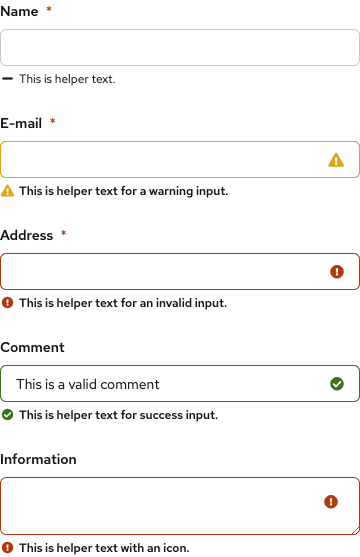 Name *
This is helper text.
E-mail *
This is helper text for a warning input.
Address *
This is helper text for an invalid input.
Comment
This is a valid comment
This is helper text for success input.
Information
This is helper text with an icon.